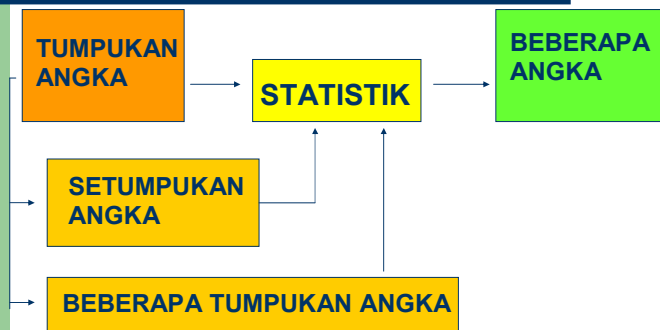 TUMPUKAN
ANGKA
STATISTIK
BEBERAPA
ANGKA
SETUMPUKAN
ANGKA
BEBERAPA TUMPUKAN ANGKA